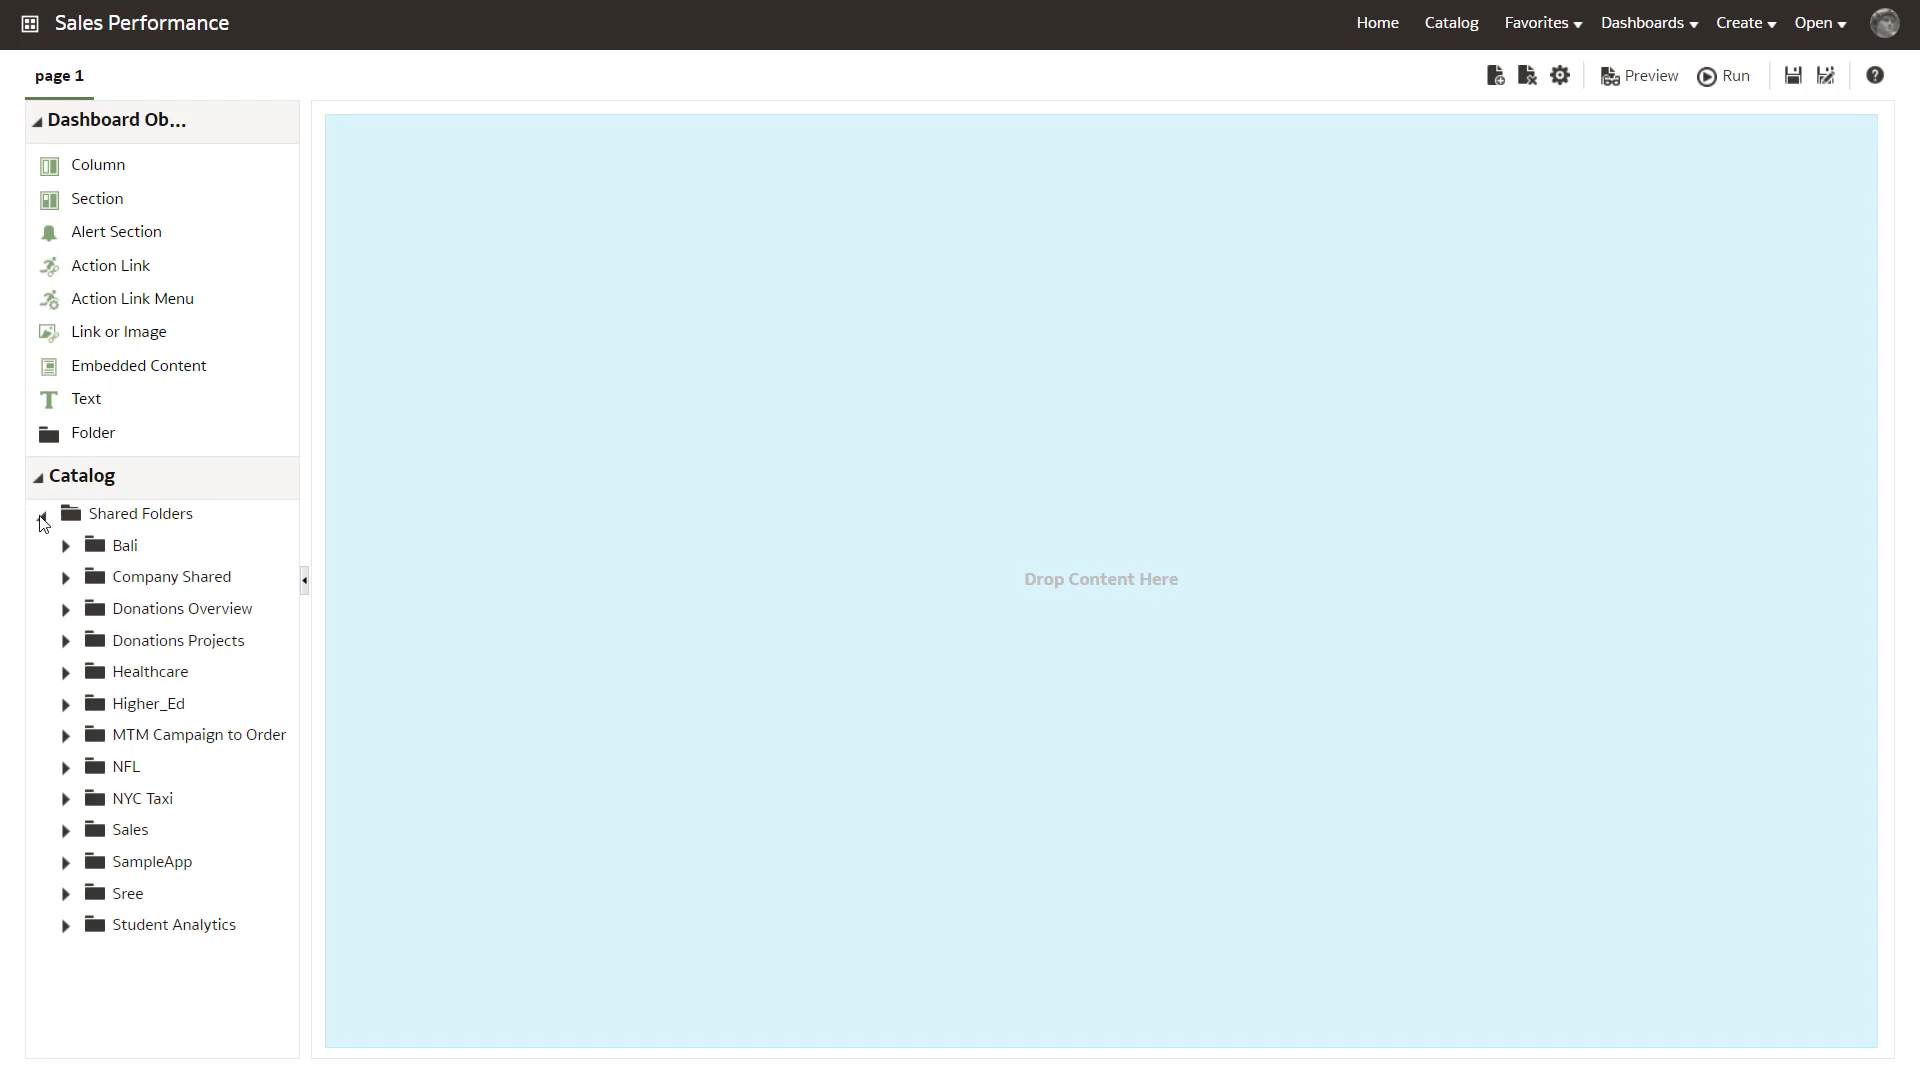 Sales Performance
Home Catalog Favorites Dashboards Create Open
page 1
Preview Run
Dashboard Ob...
Column
Section
Alert Section
Action Link
Action Link Menu
Link or Image
Embedded Content
Text
Folder
Catalog
Shared Folders
Bali
Company Shared
Donations Overview
Donations Projects
Healthcare
Higher_Ed
MTM Campaign to Order
NFL
NYC Taxi
Sales
SampleApp
Sree
Student Analytics
Drop Content Here